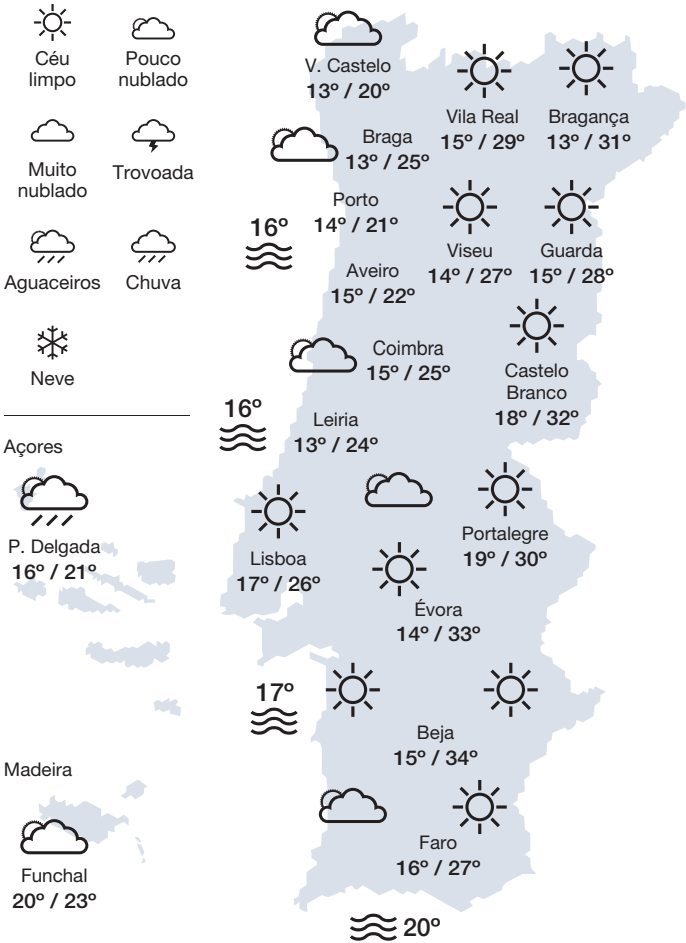 Céu
limpo
Pouco
nublado
Muito
nublado
Trovoada
Aguaceiros
Chuva
Neve
Açores
P. Delgada
16º / 21º
Madeira
Funchal
20º / 23º
V. Castelo
13º / 20º
Vila Real
15º / 29º
Bragança
13º / 31º
Braga
13º / 25º
Porto
14º / 21º
16º
Viseu
14º / 27º
Guarda
15º / 28º
Aveiro
15º / 22º
Coimbra
15º / 25º
Castelo
Branco
18º / 32º
16º
Leiria
13º / 24º
Portalegre
19º / 30º
Lisboa
17º / 26º
Évora
14º / 33º
17º
Beja
15º / 34º
Faro
16º / 27º
20º